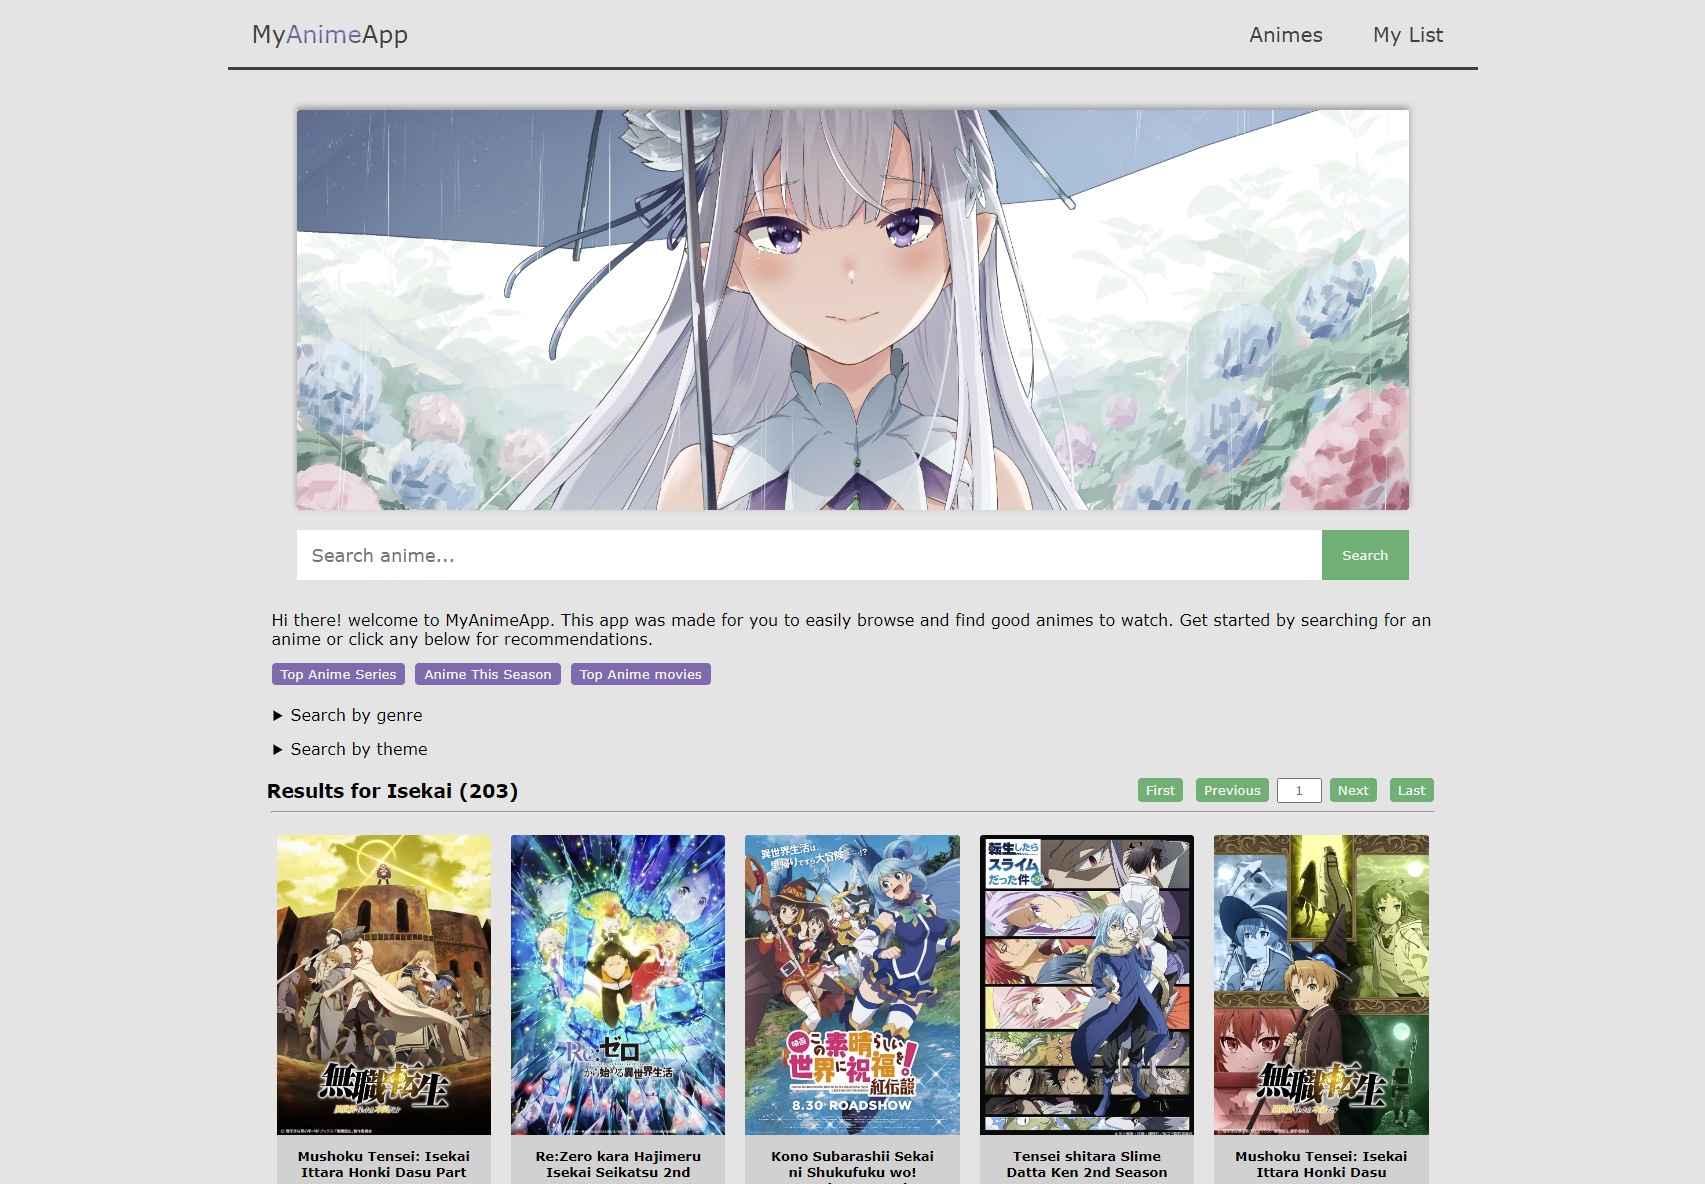 MyAnimeApp
Animes
My List
Search anime...
Search
Hi there! welcome to MyAnimeApp. This app was made for you to easily browse and find good animes to watch. Get started by searching for an
anime or click any below for recommendations.
Top Anime Series
Anime This Season
Top Anime movies
▶ Search by genre
▶ Search by theme
Results for Isekai (203)
First
Previous
1
Next
Last
無職転生
Re:ゼロ
から始める異世界生活
異世界生活は、
里帰りですら大冒険……!?
映画
この素晴らしい
世界に祝福を!
紅伝説
8.30 ROADSHOW
転生したら
スライム
だった件
無職転生
Mushoku Tensei: Isekai
Ittara Honki Dasu Part
Re:Zero kara Hajimeru
Isekai Seikatsu 2nd
Kono Subarashii Sekai
ni Shukufuku wo!
Tensei shitara Slime
Datta Ken 2nd Season
Mushoku Tensei: Isekai
Ittara Honki Dasu